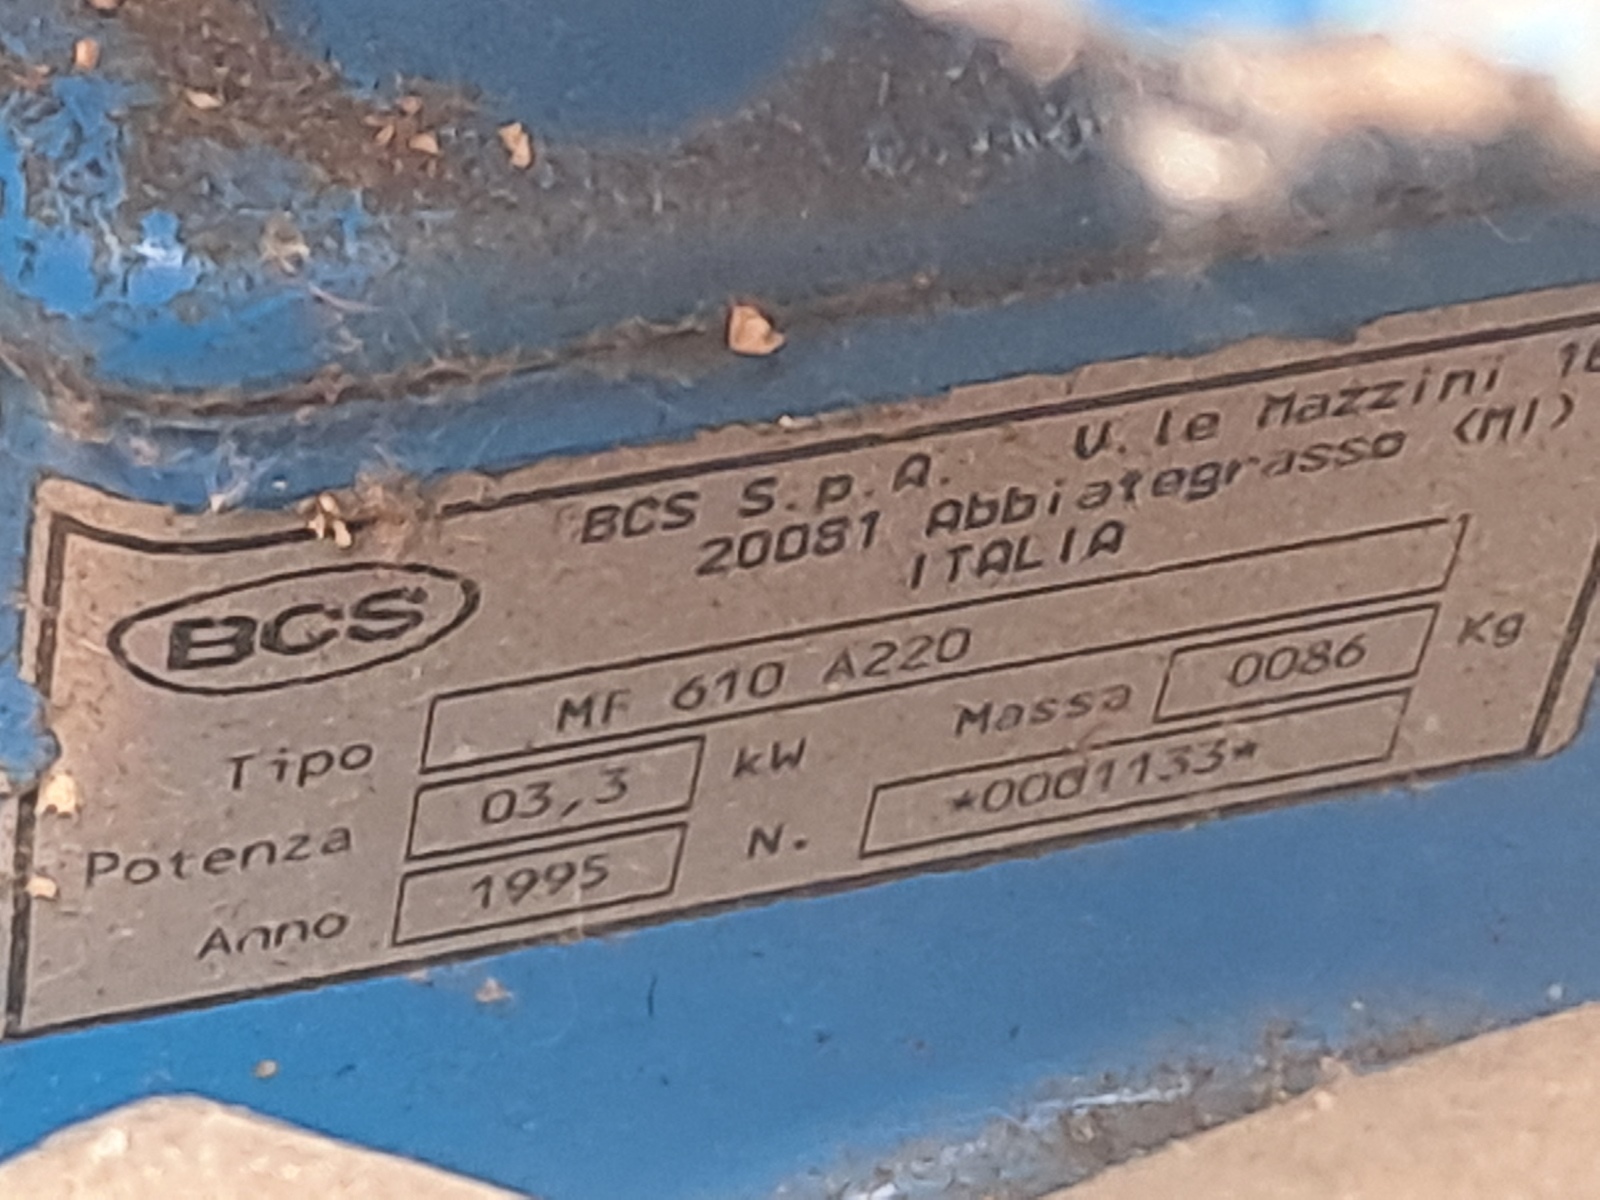 BCS S.p.A. V.le Mazzini 16
20081 Abbiategrasso (MI)
ITALIA
BCS
Tipo MF 610 A220
Potenza 03,3 kW Massa 0086 Kg
Anno 1995 N. *0001133*